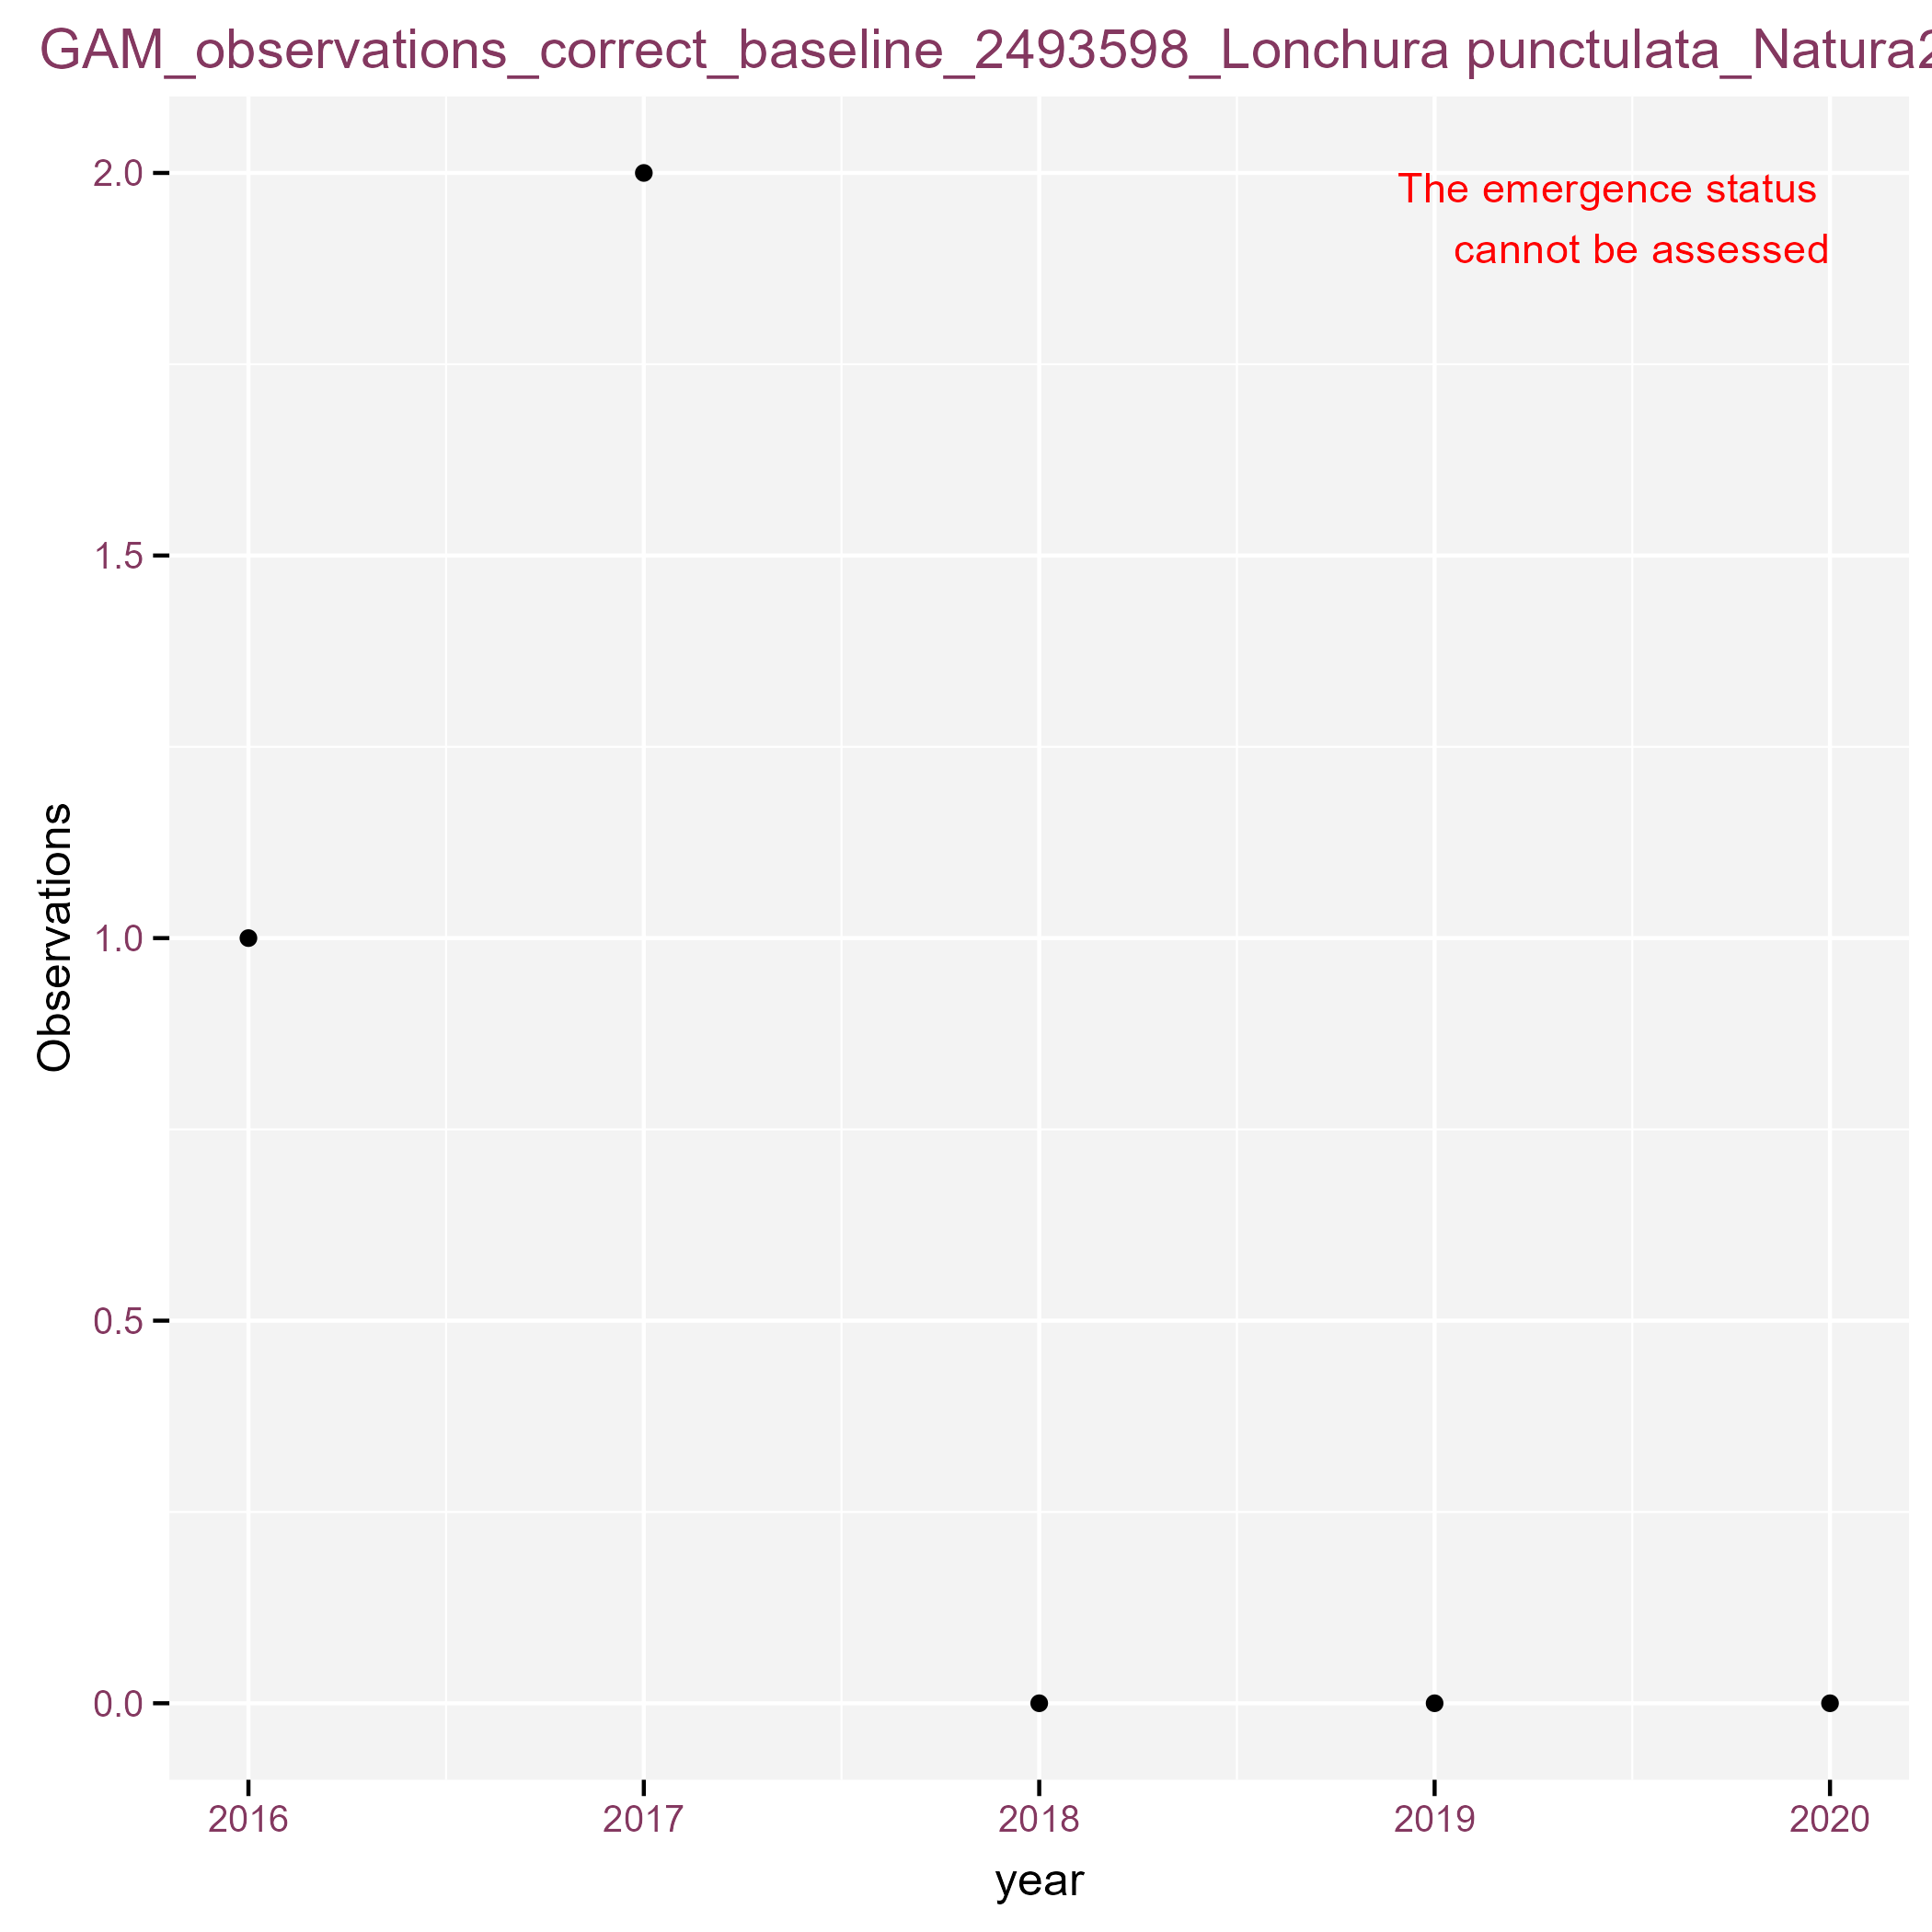 GAM_observations_correct_baseline_2493598_Lonchura punctulata_Natura2
The emergence status
cannot be assessed
Observations
2.0
1.5
1.0
0.5
0.0
2016 2017 2018 2019 2020
year